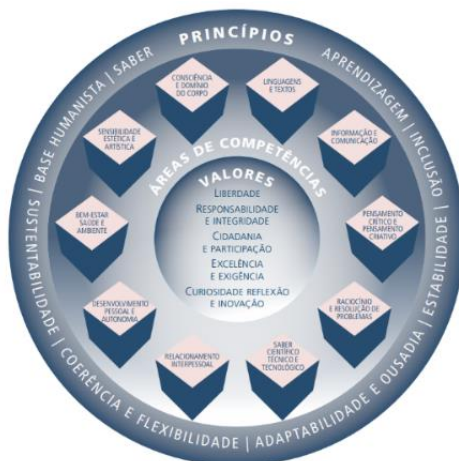 PRINCÍPIOS
BASE HUMANISTA | SABER
APRENDIZAGEM | INCLUSÃO
SUSTENTABILIDADE | COERÊNCIA E FLEXIBILIDADE | ADAPTABILIDADE E OUSADIA | ESTABILIDADE
CONSCIÊNCIA
E DOMÍNIO
DO CORPO
LINGUAGENS
E TEXTOS
SENSIBILIDADE
ESTÉTICA E
ARTÍSTICA
INFORMAÇÃO E
COMUNICAÇÃO
ÁREAS DE COMPETÊNCIAS
VALORES
LIBERDADE
RESPONSABILIDADE
E INTEGRIDADE
CIDADANIA
E PARTICIPAÇÃO
EXCELÊNCIA
E EXIGÊNCIA
CURIOSIDADE REFLEXÃO
E INOVAÇÃO
BEM-ESTAR
SAÚDE E
AMBIENTE
PENSAMENTO
CRÍTICO E
PENSAMENTO
CRIATIVO
DESENVOLVIMENTO
PESSOAL E
AUTONOMIA
RACIOCÍNIO
E RESOLUÇÃO DE
PROBLEMAS
RELACIONAMENTO
INTERPESSOAL
SABER
CIENTÍFICO
TÉCNICO E
TECNOLÓGICO